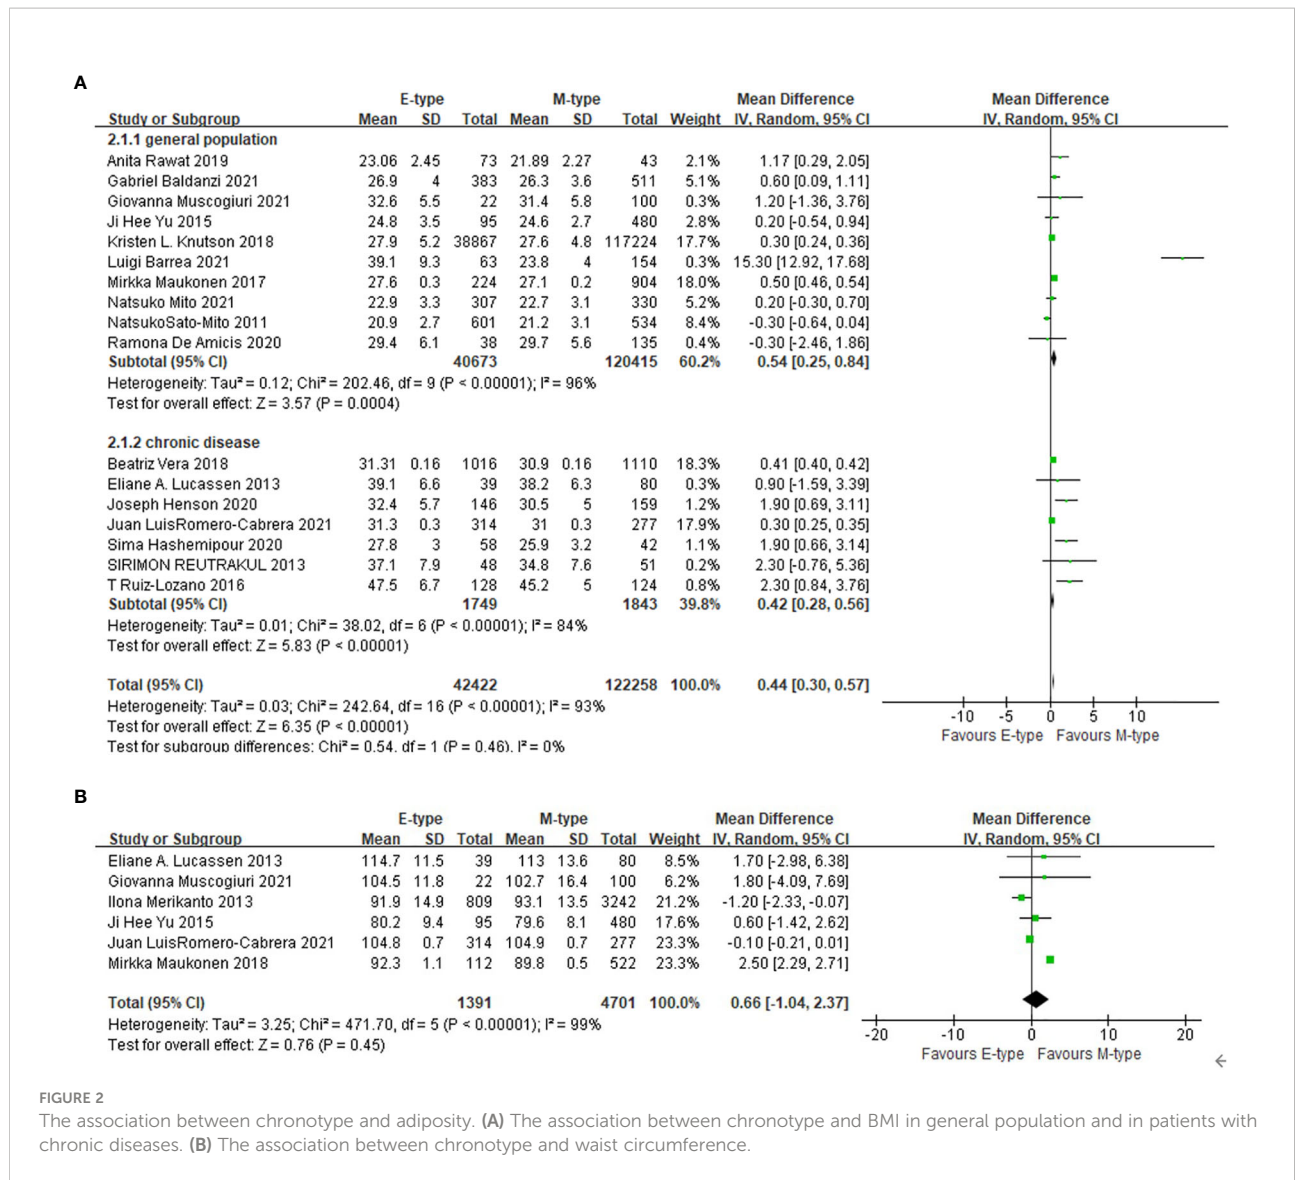 A
E-type M-type Mean Difference Mean Difference
Study or Subgroup Mean SD Total Mean SD Total Weight IV, Random, 95% CI IV, Random, 95% CI
2.1.1 general population
Anita Rawat 2019 23.06 2.45 73 21.89 2.27 43 2.1% 1.17 [0.29, 2.05]
Gabriel Baldanzi 2021 26.9 4 383 26.3 3.6 511 5.1% 0.60 [0.09, 1.11]
Giovanna Muscogiuri 2021 32.6 5.5 22 31.4 5.8 100 0.3% 1.20 [-1.36, 3.76]
Ji Hee Yu 2015 24.8 3.5 95 24.6 2.7 480 2.8% 0.20 [-0.54, 0.94]
Kristen L. Knutson 2018 27.9 5.2 38867 27.6 4.8 117224 17.7% 0.30 [0.24, 0.36]
Luigi Barrea 2021 39.1 9.3 63 23.8 4 154 0.3% 15.30 [12.92, 17.68]
Mirkka Maukonen 2017 27.6 0.3 224 27.1 0.2 904 18.0% 0.50 [0.46, 0.54]
Natsuko Mito 2021 22.9 3.3 307 22.7 3.1 330 5.2% 0.20 [-0.30, 0.70]
NatsukoSato-Mito 2011 20.9 2.7 601 21.2 3.1 534 8.4% -0.30 [-0.64, 0.04]
Ramona De Amicis 2020 29.4 6.1 38 29.7 5.6 135 0.4% -0.30 [-2.46, 1.86]
Subtotal (95% CI) 40673 120415 60.2% 0.54 [0.25, 0.84]
Heterogeneity: Tau² = 0.12; Chi² = 202.46, df = 9 (P < 0.00001); I² = 96%
Test for overall effect: Z = 3.57 (P = 0.0004)
2.1.2 chronic disease
Beatriz Vera 2018 31.31 0.16 1016 30.9 0.16 1110 18.3% 0.41 [0.40, 0.42]
Eliane A. Lucassen 2013 39.1 6.6 39 38.2 6.3 80 0.3% 0.90 [-1.59, 3.39]
Joseph Henson 2020 32.4 5.7 146 30.5 5 159 1.2% 1.90 [0.69, 3.11]
Juan LuisRomero-Cabrera 2021 31.3 0.3 314 31 0.3 277 17.9% 0.30 [0.25, 0.35]
Sima Hashemipour 2020 27.8 3 58 25.9 3.2 42 1.1% 1.90 [0.66, 3.14]
SIRIMON REUTRAKUL 2013 37.1 7.9 48 34.8 7.6 51 0.2% 2.30 [-0.76, 5.36]
T Ruiz-Lozano 2016 47.5 6.7 128 45.2 5 124 0.8% 2.30 [0.84, 3.76]
Subtotal (95% CI) 1749 1843 39.8% 0.42 [0.28, 0.56]
Heterogeneity: Tau² = 0.01; Chi² = 38.02, df = 6 (P < 0.00001); I² = 84%
Test for overall effect: Z = 5.83 (P < 0.00001)
Total (95% CI) 42422 122258 100.0% 0.44 [0.30, 0.57]
Heterogeneity: Tau² = 0.03; Chi² = 242.64, df = 16 (P < 0.00001); I² = 93%
Test for overall effect: Z = 6.35 (P < 0.00001)
Test for subgroup differences: Chi² = 0.54, df = 1 (P = 0.46), I² = 0%
-10 -5 0 5 10
Favours E-type Favours M-type
B
E-type M-type Mean Difference Mean Difference
Study or Subgroup Mean SD Total Mean SD Total Weight IV, Random, 95% CI IV, Random, 95% CI
Eliane A. Lucassen 2013 114.7 11.5 39 113 13.6 80 8.5% 1.70 [-2.98, 6.38]
Giovanna Muscogiuri 2021 104.5 11.8 22 102.7 16.4 100 6.2% 1.80 [-4.09, 7.69]
Ilona Merikanto 2013 91.9 14.9 809 93.1 13.5 3242 21.2% -1.20 [-2.33, -0.07]
Ji Hee Yu 2015 80.2 9.4 95 79.6 8.1 480 17.6% 0.60 [-1.42, 2.62]
Juan LuisRomero-Cabrera 2021 104.8 0.7 314 104.9 0.7 277 23.3% -0.10 [-0.21, 0.01]
Mirkka Maukonen 2018 92.3 1.1 112 89.8 0.5 522 23.3% 2.50 [2.29, 2.71]
Total (95% CI) 1391 4701 100.0% 0.66 [-1.04, 2.37]
Heterogeneity: Tau² = 3.25; Chi² = 471.70, df = 5 (P < 0.00001); I² = 99%
Test for overall effect: Z = 0.76 (P = 0.45)
-20 -10 0 10 20
Favours E-type Favours M-type
FIGURE 2
The association between chronotype and adiposity. (A) The association between chronotype and BMI in general population and in patients with
chronic diseases. (B) The association between chronotype and waist circumference.